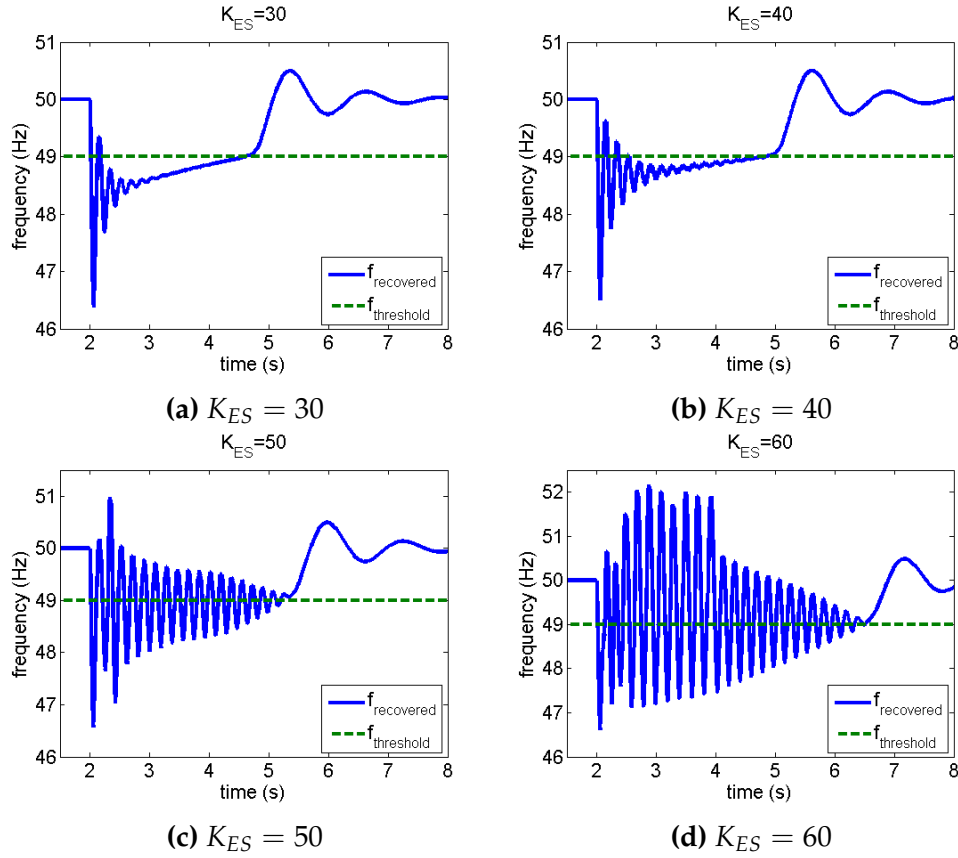 K_ES=30
51
50
49
48
47
46
frequency (Hz)
f_recovered
f_threshold
2 3 4 5 6 7 8
time (s)
(a) K_ES = 30
K_ES=40
51
50
49
48
47
46
frequency (Hz)
f_recovered
f_threshold
2 3 4 5 6 7 8
time (s)
(b) K_ES = 40
K_ES=50
51
50
49
48
47
46
frequency (Hz)
f_recovered
f_threshold
2 3 4 5 6 7 8
time (s)
(c) K_ES = 50
K_ES=60
52
51
50
49
48
47
46
frequency (Hz)
f_recovered
f_threshold
2 3 4 5 6 7 8
time (s)
(d) K_ES = 60